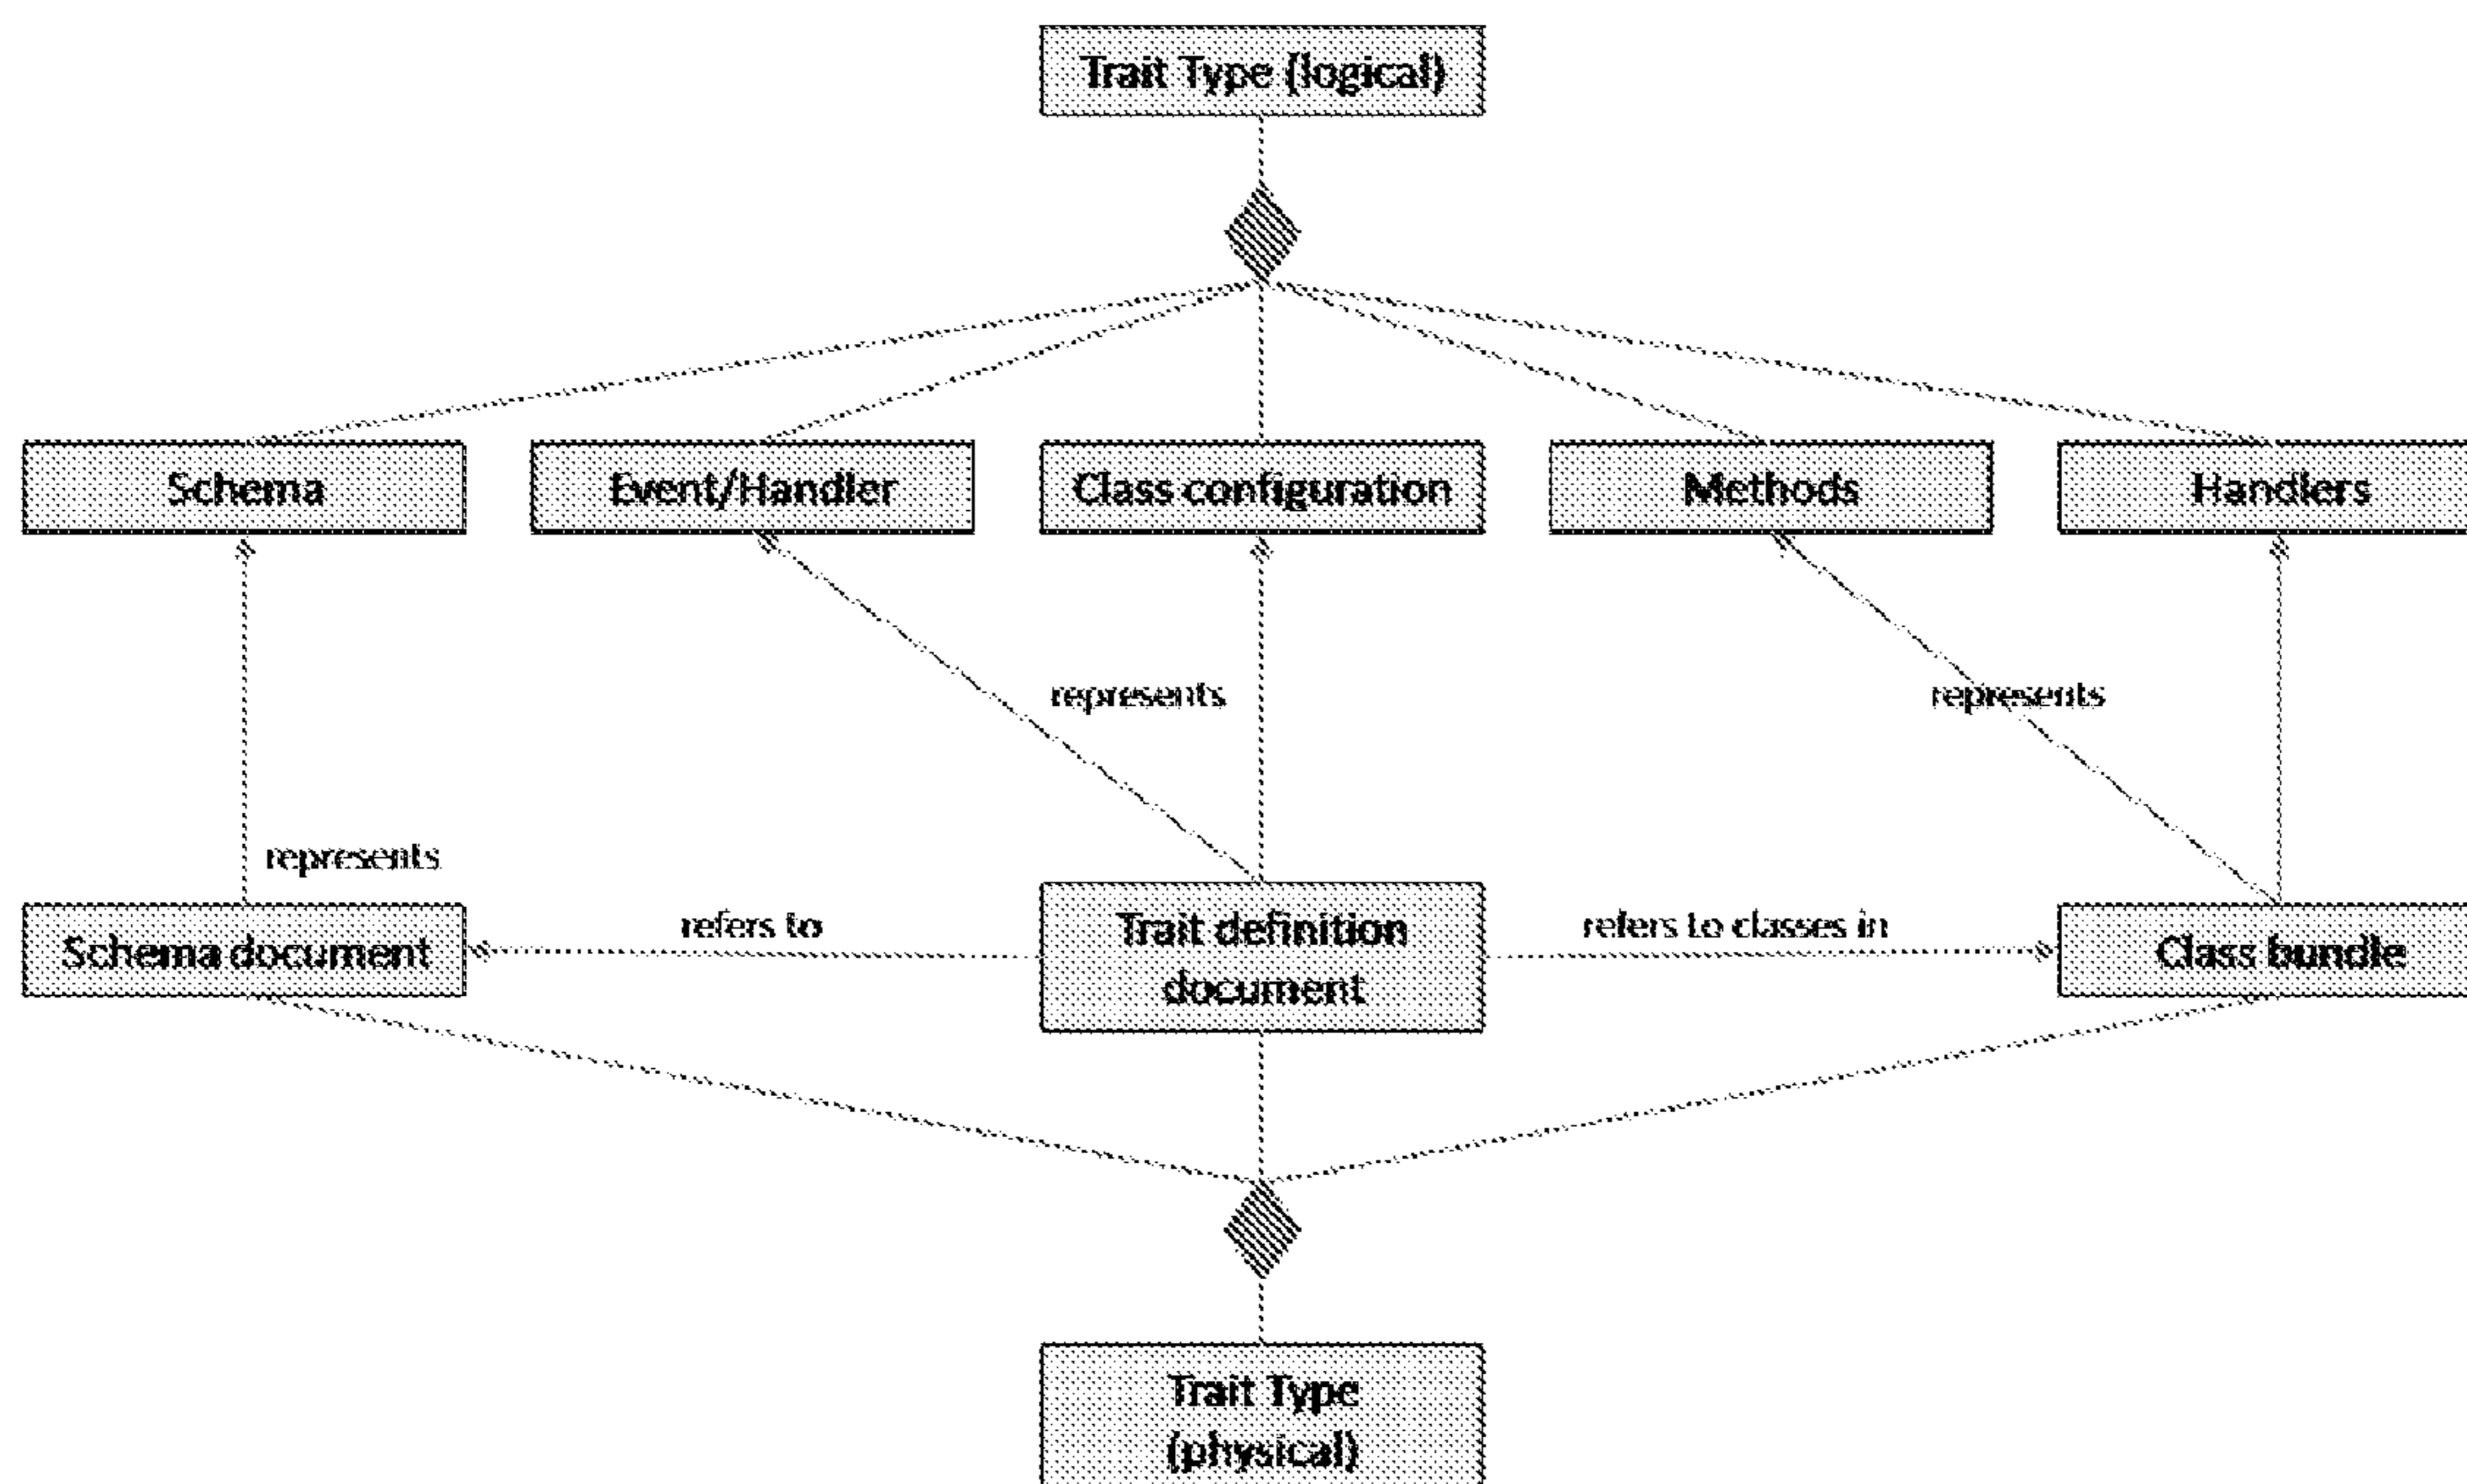 Trait Type (logical)
Schema
Event/Handler
Class configuration
Methods
Handlers
represents
represents
represents
Schema document
refers to
Trait definition
document
refers to classes in
Class bundle
Trait Type
(physical)